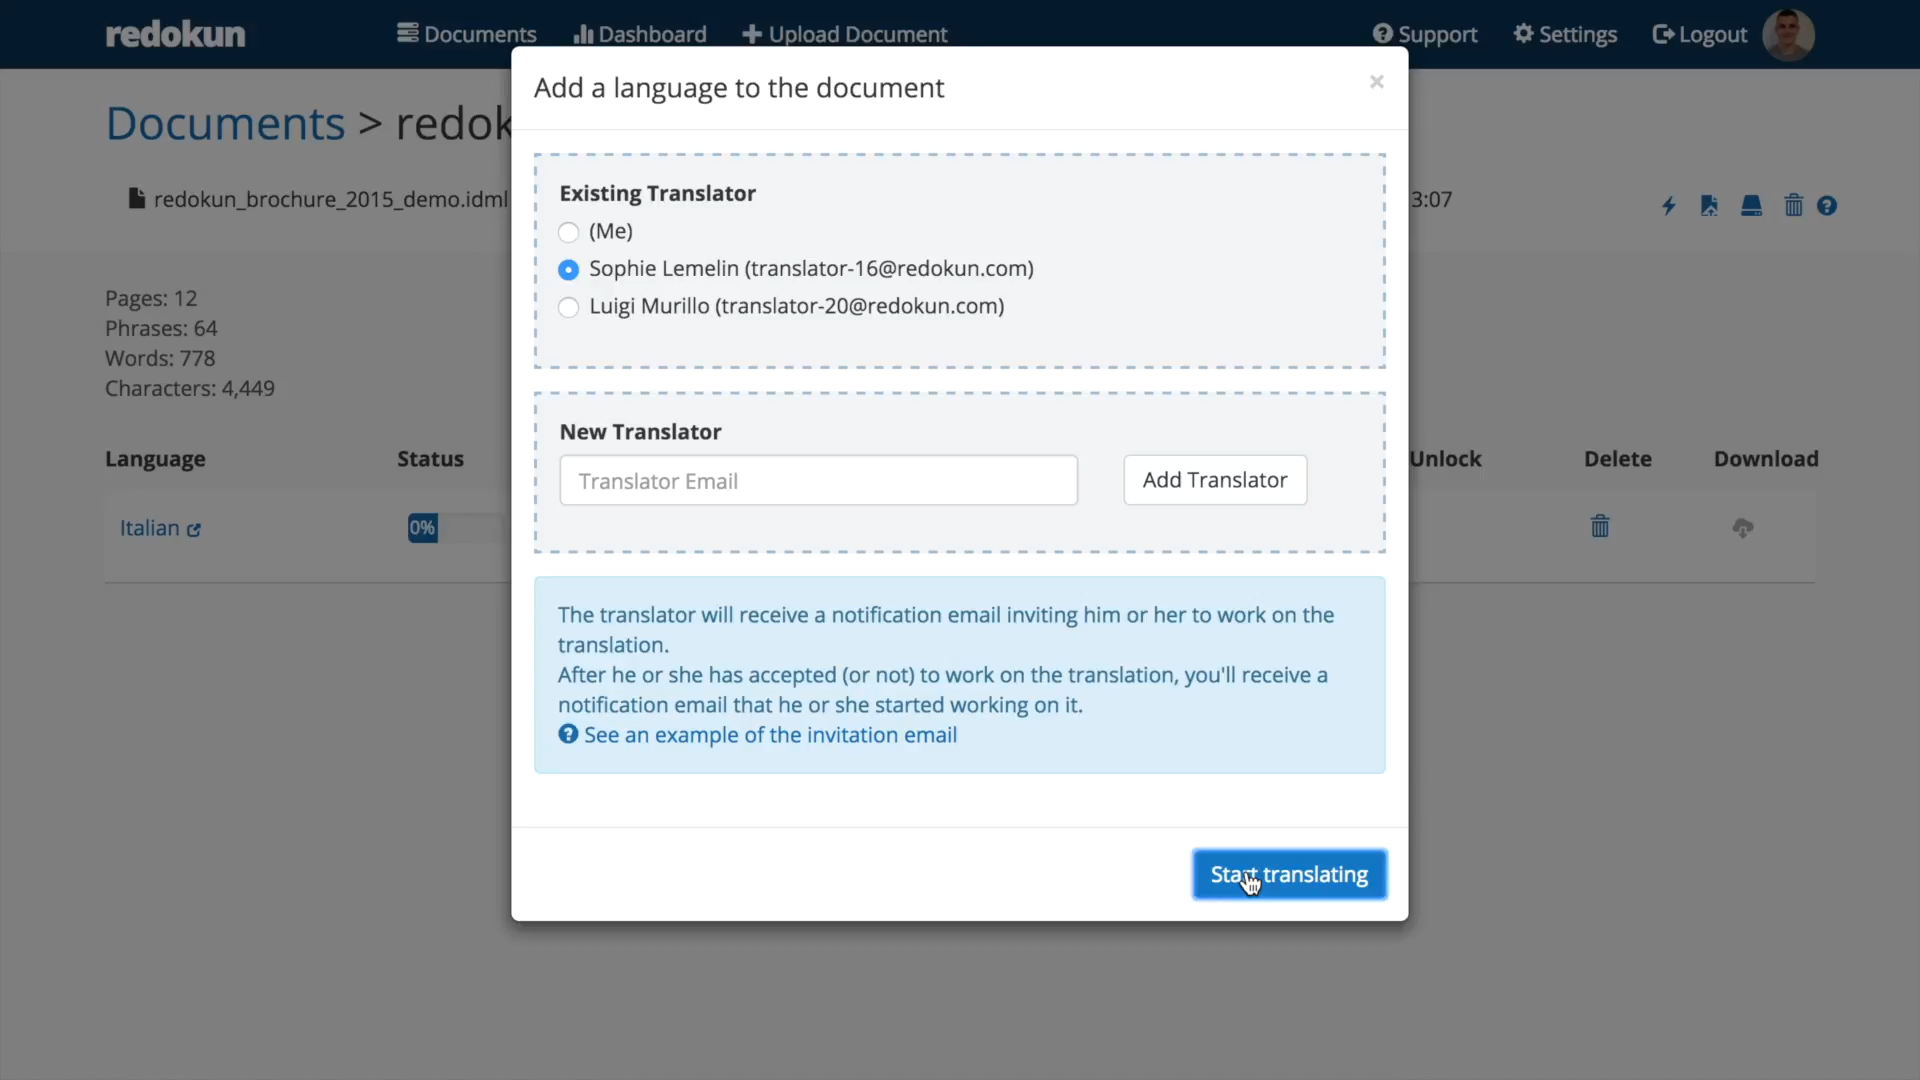 redokun
Documents
Dashboard
Upload Document
Support
Settings
Logout
Add a language to the document
×
Documents > redok
redokun_brochure_2015_demo.idml
3:07
Existing Translator
(Me)
Sophie Lemelin (translator-16@redokun.com)
Luigi Murillo (translator-20@redokun.com)
Pages: 12
Phrases: 64
Words: 778
Characters: 4,449
New Translator
Translator Email
Add Translator
Language
Status
Unlock
Delete
Download
Italian
0%
The translator will receive a notification email inviting him or her to work on the
translation.
After he or she has accepted (or not) to work on the translation, you'll receive a
notification email that he or she started working on it.
See an example of the invitation email
Start translating